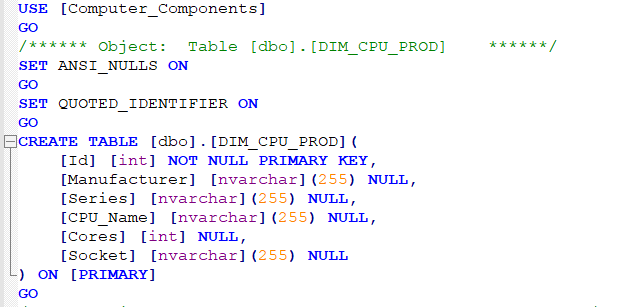 USE [Computer_Components]
GO
/****** Object:  Table [dbo].[DIM_CPU_PROD]    ******/
SET ANSI_NULLS ON
GO
SET QUOTED_IDENTIFIER ON
GO
CREATE TABLE [dbo].[DIM_CPU_PROD](
    [Id] [int] NOT NULL PRIMARY KEY,
    [Manufacturer] [nvarchar](255) NULL,
    [Series] [nvarchar](255) NULL,
    [CPU_Name] [nvarchar](255) NULL,
    [Cores] [int] NULL,
    [Socket] [nvarchar](255) NULL
) ON [PRIMARY]
GO